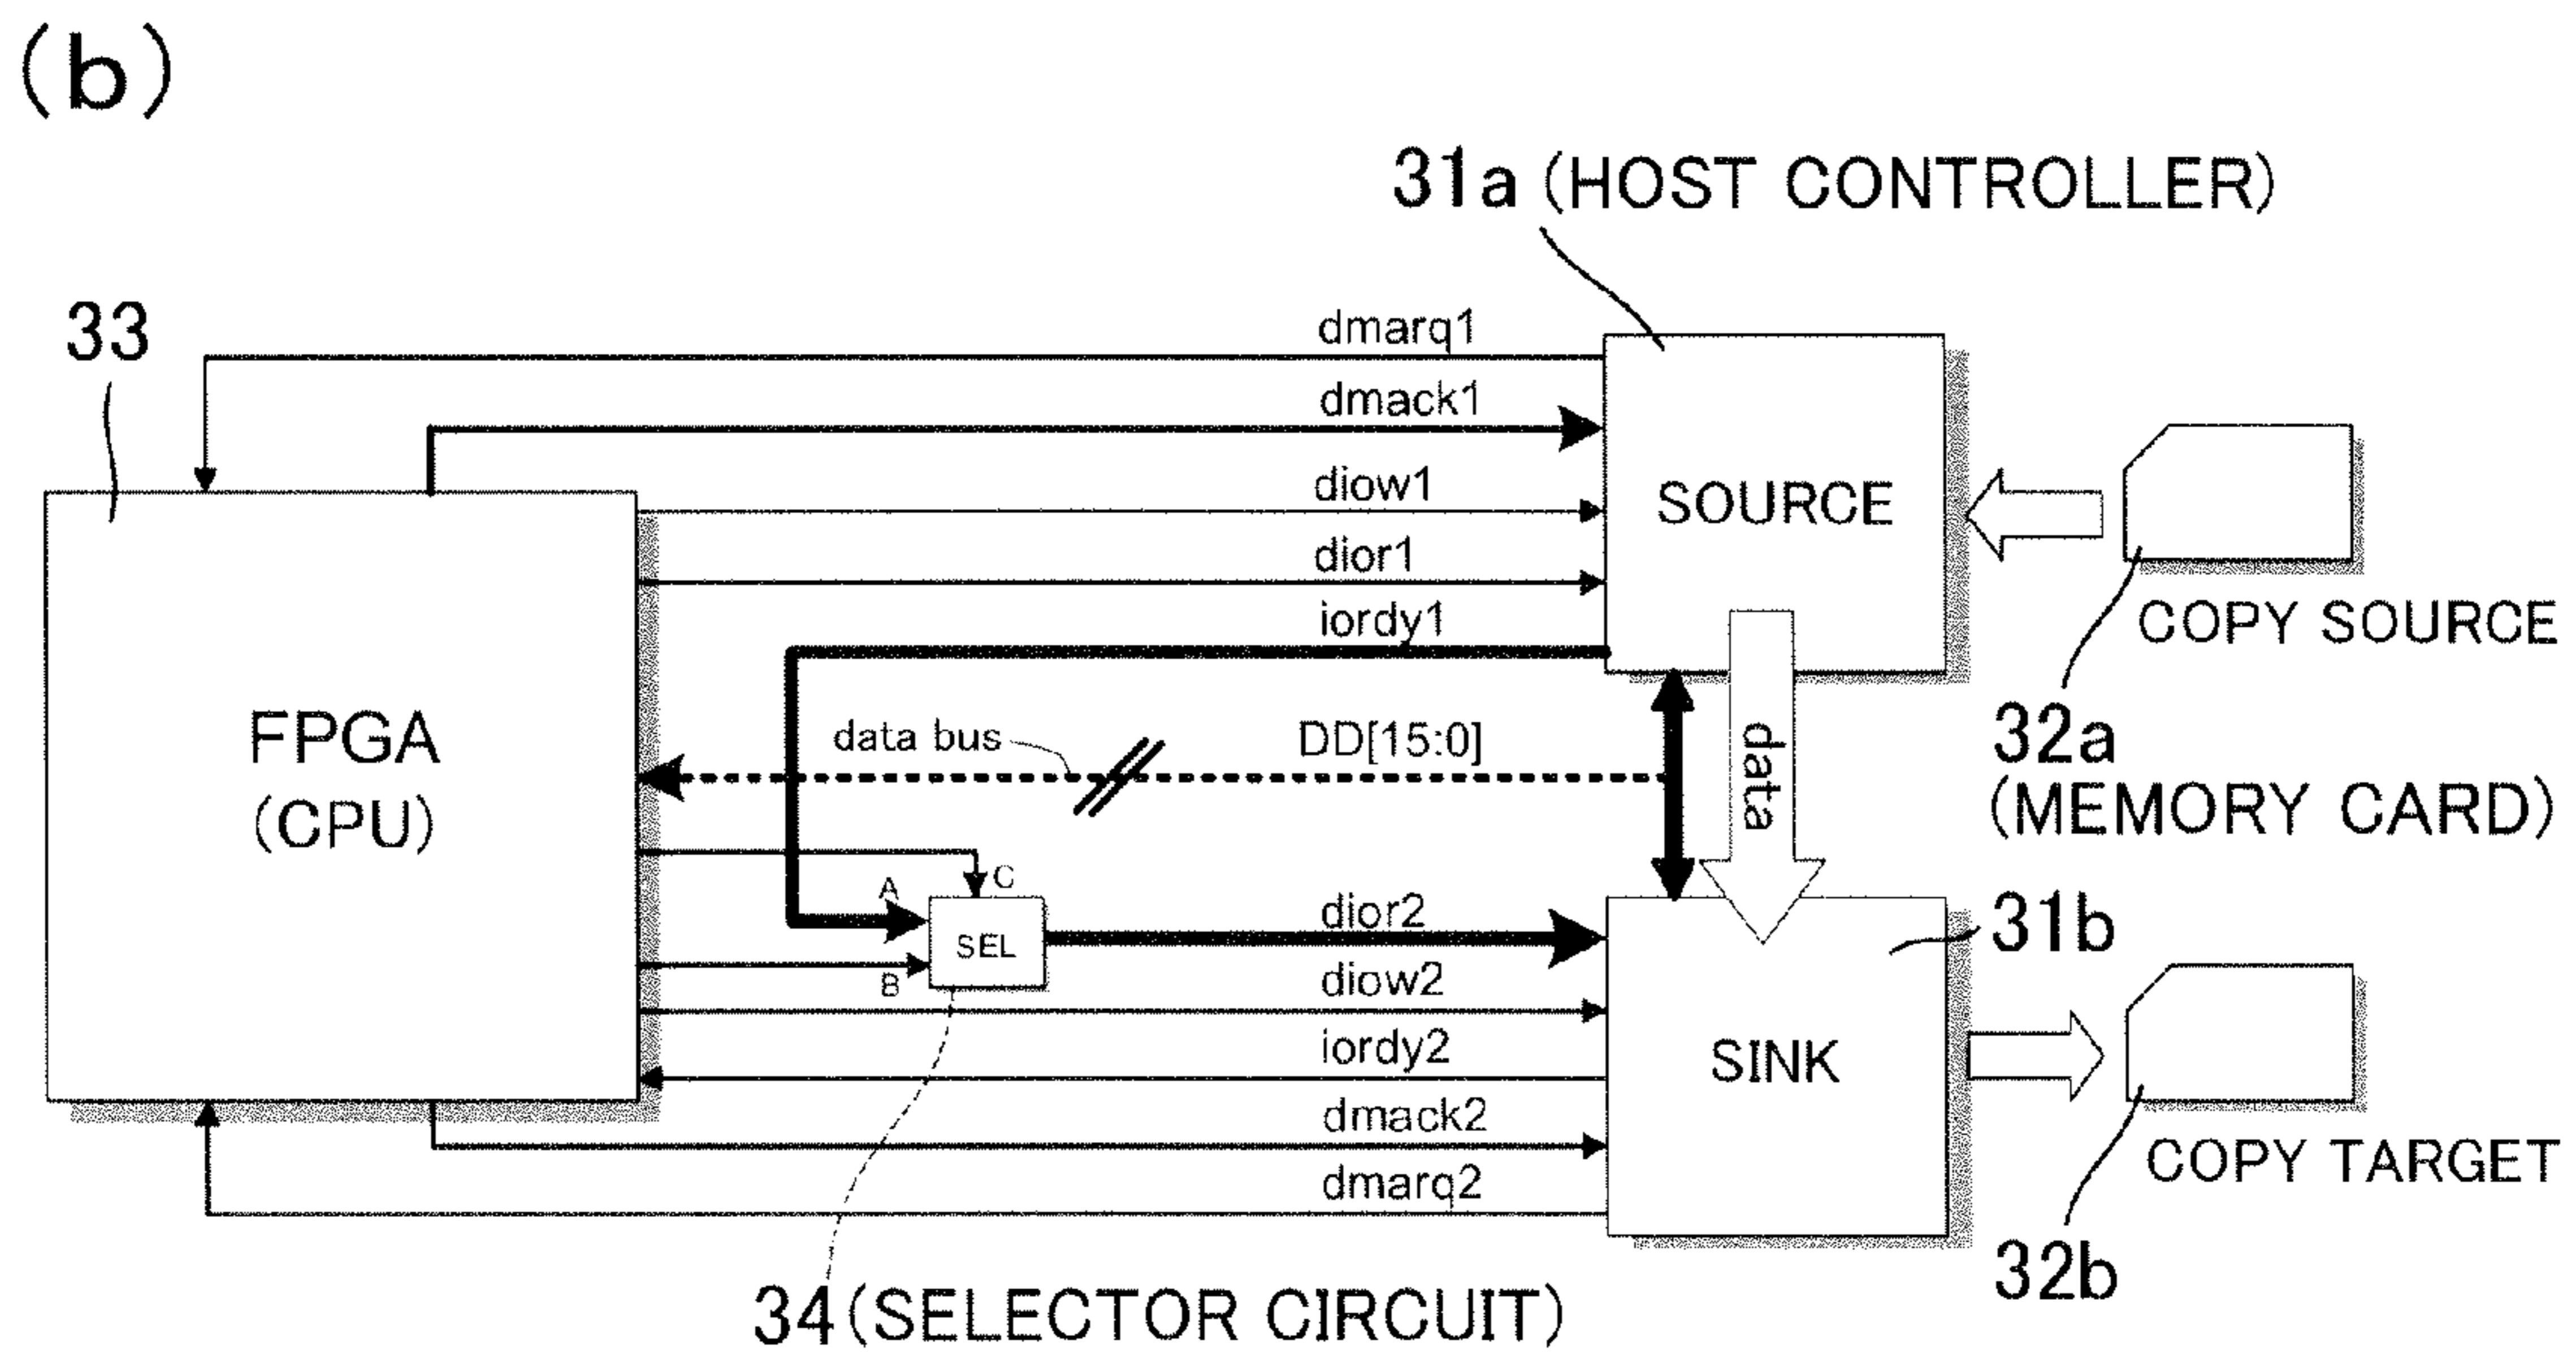 (b)
31a (HOST CONTROLLER)
33
dmarq1
dmack1
diow1
SOURCE
dior1
iordy1
COPY SOURCE
32a
(MEMORY CARD)
FPGA
(CPU)
data bus
DD[15:0]
data
A
C
SEL
B
dior2
31b
diow2
iordy2
SINK
dmack2
COPY TARGET
dmarq2
32b
34 (SELECTOR CIRCUIT)